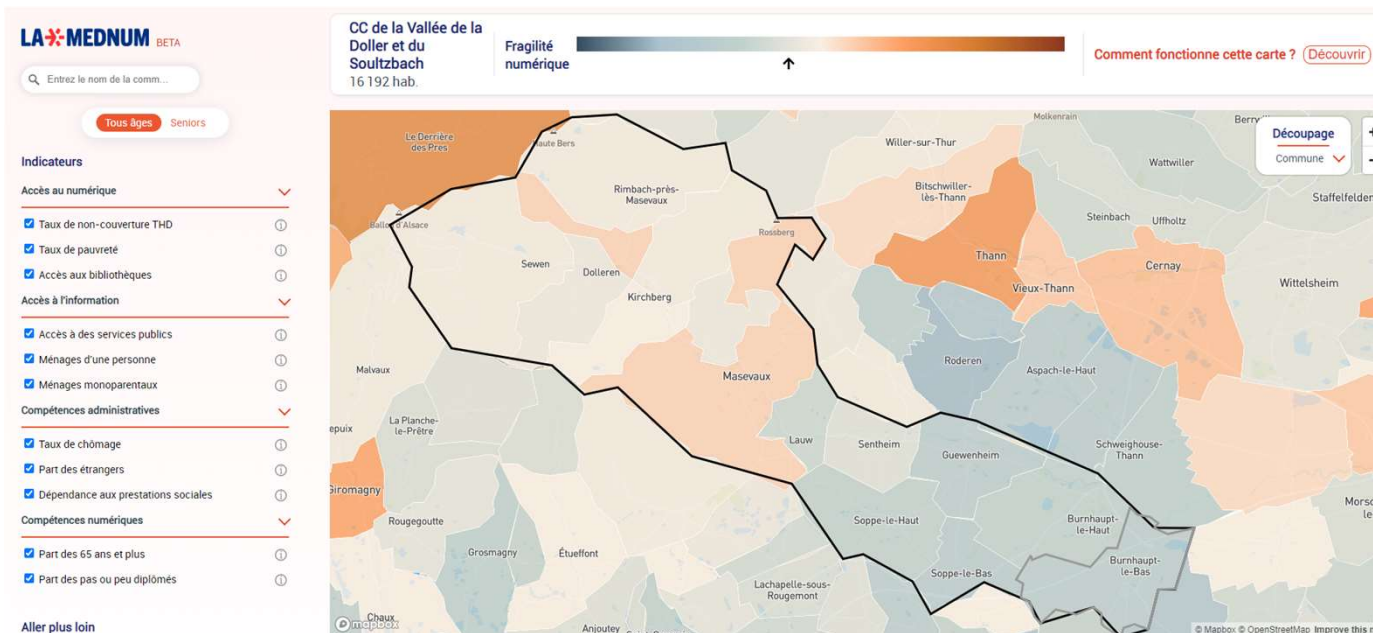 LA MEDNUM BETA
Entrez le nom de la comm...
Tous âges Seniors
Indicateurs
Accès au numérique
Taux de non-couverture THD
Taux de pauvreté
Accès aux bibliothèques
Accès à l'information
Accès à des services publics
Ménages d'une personne
Ménages monoparentaux
Compétences administratives
Taux de chômage
Part des étrangers
Dépendance aux prestations sociales
Compétences numériques
Part des 65 ans et plus
Part des pas ou peu diplômés
Aller plus loin
CC de la Vallée de la
Doller et du
Soultzbach
16 192 hab.
Fragilité
numérique
Comment fonctionne cette carte ? Découvrir
Découpage
Commune
Le Derrière
des Pres
Haute Bers
Willer-sur-Thur
Molkenrain
Wattwiller
Staffelfelden
Rimbach-près-
Masevaux
Bitschwiller-
lès-Thann
Steinbach
Uffholtz
Ballon d'Alsace
Rossberg
Thann
Cernay
Sewen
Dolleren
Vieux-Thann
Wittelsheim
Kirchberg
Malvaux
Masevaux
Roderen
Aspach-le-Haut
La Planche-
le-Prêtre
epuix
Lauw
Sentheim
Guewenheim
Schweighouse-
Thann
Giromagny
Rougegoutte
Soppe-le-Haut
Burnhaupt-
le-Haut
Grosmagny
Étueffont
Soppe-le-Bas
Burnhaupt-
le-Bas
Lachapelle-sous-
Rougemont
Chaux
Anjoutey
mapbox
© Mapbox © OpenStreetMap Improve this